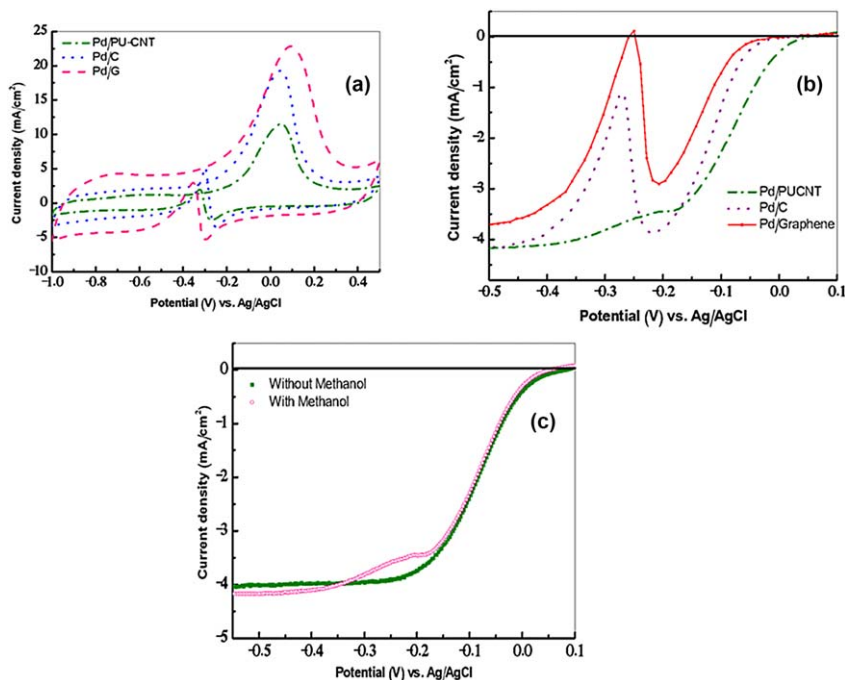 Pd/PU-CNT
Pd/C
Pd/G
(a)
25
20
15
10
5
0
-5
-10
-1.0 -0.8 -0.6 -0.4 -0.2 0.0 0.2 0.4
Current density (mA/cm²)
Potential (V) vs. Ag/AgCl
(b)
0
-1
-2
-3
-4
-0.5 -0.4 -0.3 -0.2 -0.1 0.0 0.1
Pd/PUCNT
Pd/C
Pd/Graphene
Current density (mA/cm²)
Potential (V) vs. Ag/AgCl
Without Methanol
With Methanol
(c)
0
-1
-2
-3
-4
-5
-0.5 -0.4 -0.3 -0.2 -0.1 0.0 0.1
Current density (mA/cm²)
Potential (V) vs. Ag/AgCl